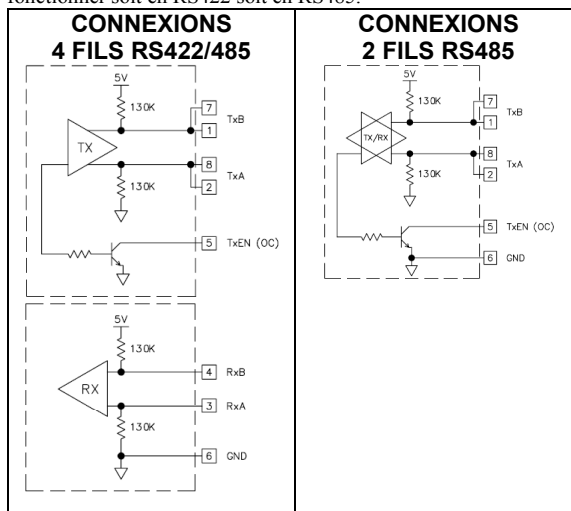 fonctionner soit en RS422 soit en RS485.
CONNEXIONS
4 FILS RS422/485
5V
130K
7
TxB
1
TX
8
TxA
130K
2
5
TxEN (OC)
5V
130K
4
RxB
RX
3
RxA
130K
6
GND
CONNEXIONS
2 FILS RS485
5V
130K
7
TxB
1
TX/RX
8
TxA
130K
2
5
TxEN (OC)
6
GND